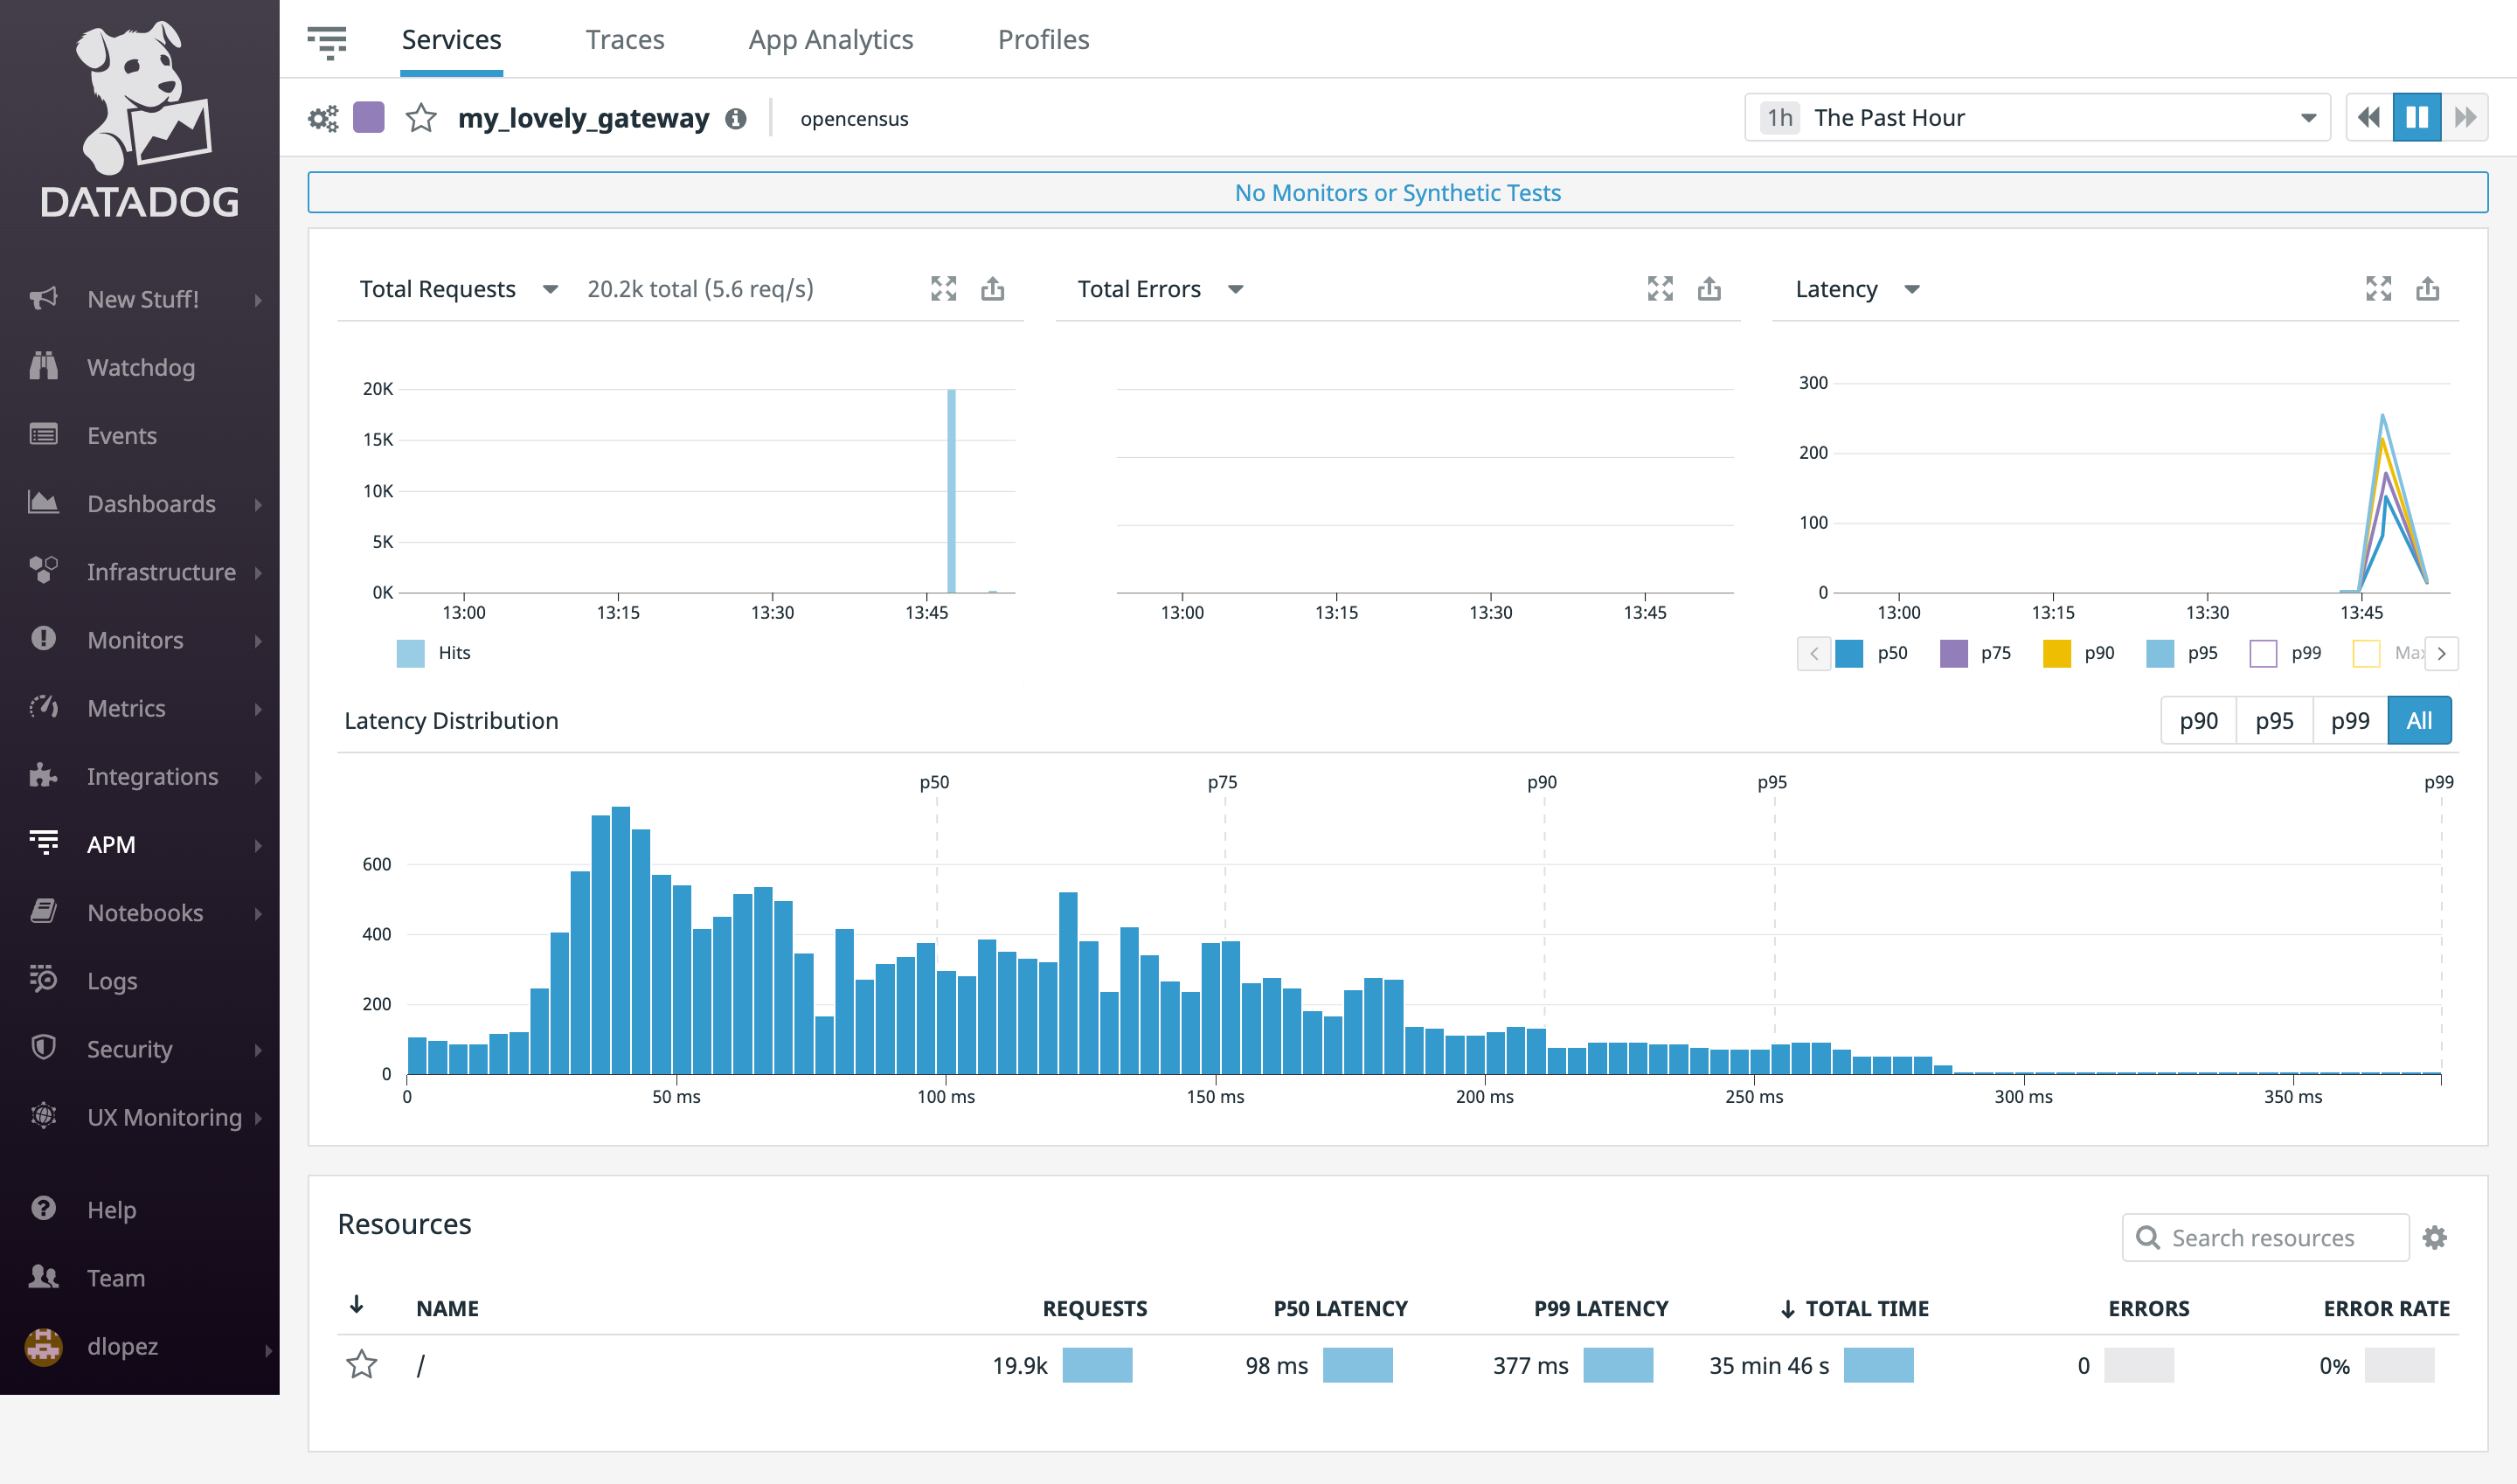 DATADOG
New Stuff!
Watchdog
Events
Dashboards
Infrastructure
Monitors
Metrics
Integrations
APM
Notebooks
Logs
Security
UX Monitoring
Help
Team
dlopez
Services Traces App Analytics Profiles
my_lovely_gateway opencensus 1h The Past Hour
No Monitors or Synthetic Tests
Total Requests 20.2k total (5.6 req/s)
20K
15K
10K
5K
0K
13:00 13:15 13:30 13:45
Hits
Total Errors
13:00 13:15 13:30 13:45
Latency
300
200
100
0
13:00 13:15 13:30 13:45
p50 p75 p90 p95 p99 Max
Latency Distribution p90 p95 p99 All
p50 p75 p90 p95 p99
600
400
200
0
0 50 ms 100 ms 150 ms 200 ms 250 ms 300 ms 350 ms
Resources Search resources
NAME REQUESTS P50 LATENCY P99 LATENCY TOTAL TIME ERRORS ERROR RATE
/ 19.9k 98 ms 377 ms 35 min 46 s 0 0%